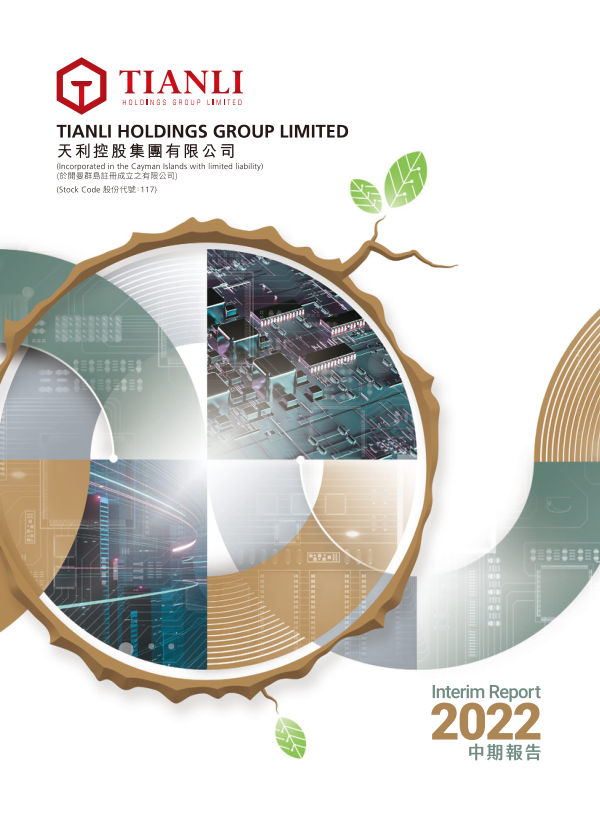 TIANLI
HOLDINGS GROUP LIMITED
TIANLI HOLDINGS GROUP LIMITED
天利控股集團有限公司
(Incorporated in the Cayman Islands with limited liability)
(於開曼群島註冊成立之有限公司)
(Stock Code 股份代號：117)
Interim Report
2022
中期報告